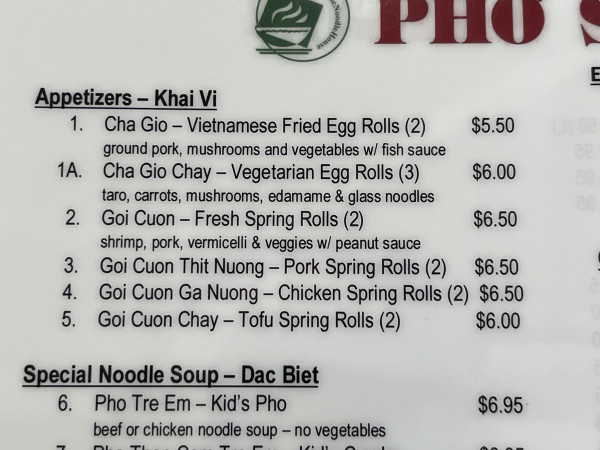 NoodleHouse
PHO
Appetizers – Khai Vi
1. Cha Gio – Vietnamese Fried Egg Rolls (2) $5.50
ground pork, mushrooms and vegetables w/ fish sauce
1A. Cha Gio Chay – Vegetarian Egg Rolls (3) $6.00
taro, carrots, mushrooms, edamame & glass noodles
2. Goi Cuon – Fresh Spring Rolls (2) $6.50
shrimp, pork, vermicelli & veggies w/ peanut sauce
3. Goi Cuon Thit Nuong – Pork Spring Rolls (2) $6.50
4. Goi Cuon Ga Nuong – Chicken Spring Rolls (2) $6.50
5. Goi Cuon Chay – Tofu Spring Rolls (2) $6.00
Special Noodle Soup – Dac Biet
6. Pho Tre Em – Kid's Pho $6.95
beef or chicken noodle soup – no vegetables